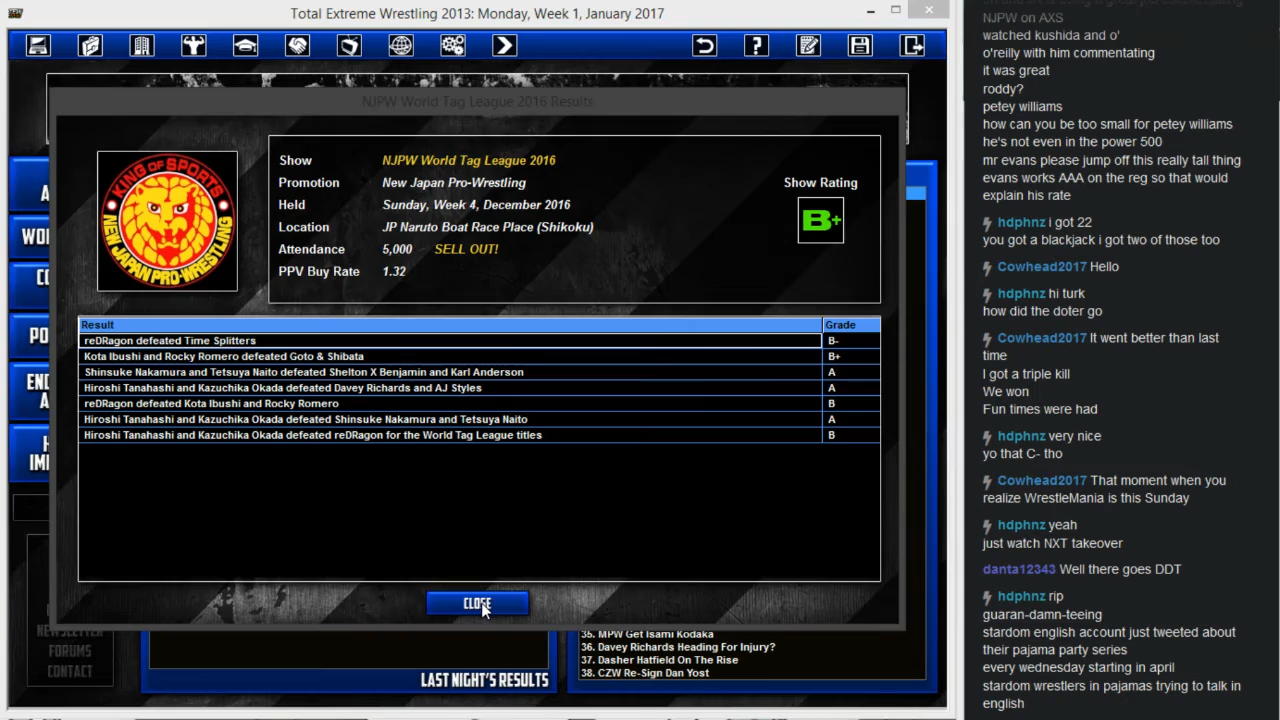 Total Extreme Wrestling 2013: Monday, Week 1, January 2017
NJPW World Tag League 2016 Results
KING OF SPORTS
NEW JAPAN PRO-WRESTLING
Show NJPW World Tag League 2016
Promotion New Japan Pro-Wrestling
Held Sunday, Week 4, December 2016
Location JP Naruto Boat Race Place (Shikoku)
Attendance 5,000 SELL OUT!
PPV Buy Rate 1.32
Show Rating
B+
Result Grade
reDRagon defeated Time Splitters B-
Kota Ibushi and Rocky Romero defeated Goto & Shibata B+
Shinsuke Nakamura and Tetsuya Naito defeated Shelton X Benjamin and Karl Anderson A
Hiroshi Tanahashi and Kazuchika Okada defeated Davey Richards and AJ Styles A
reDRagon defeated Kota Ibushi and Rocky Romero B
Hiroshi Tanahashi and Kazuchika Okada defeated Shinsuke Nakamura and Tetsuya Naito A
Hiroshi Tanahashi and Kazuchika Okada defeated reDRagon for the World Tag League titles B
CLOSE
A
WO
CO
PO
EN
A
H
IM
NEWSLETTER
FORUMS
CONTACT
LAST NIGHT'S RESULTS
35. MPW Get Isami Kodaka
36. Davey Richards Heading For Injury?
37. Dasher Hatfield On The Rise
38. CZW Re-Sign Dan Yost
NJPW on AXS
watched kushida and o'
o'reilly with him commentating
it was great
roddy?
petey williams
how can you be too small for petey williams
he's not even in the power 500
mr evans please jump off this really tall thing
evans works AAA on the reg so that would
explain his rate
hdphnz i got 22
you got a blackjack i got two of those too
Cowhead2017 Hello
hdphnz hi turk
how did the doter go
Cowhead2017 It went better than last
time
I got a triple kill
We won
Fun times were had
hdphnz very nice
yo that C- tho
Cowhead2017 That moment when you
realize WrestleMania is this Sunday
hdphnz yeah
just watch NXT takeover
danta12343 Well there goes DDT
hdphnz rip
guaran-damn-teeing
stardom english account just tweeted about
their pajama party series
every wednesday starting in april
stardom wrestlers in pajamas trying to talk in
english